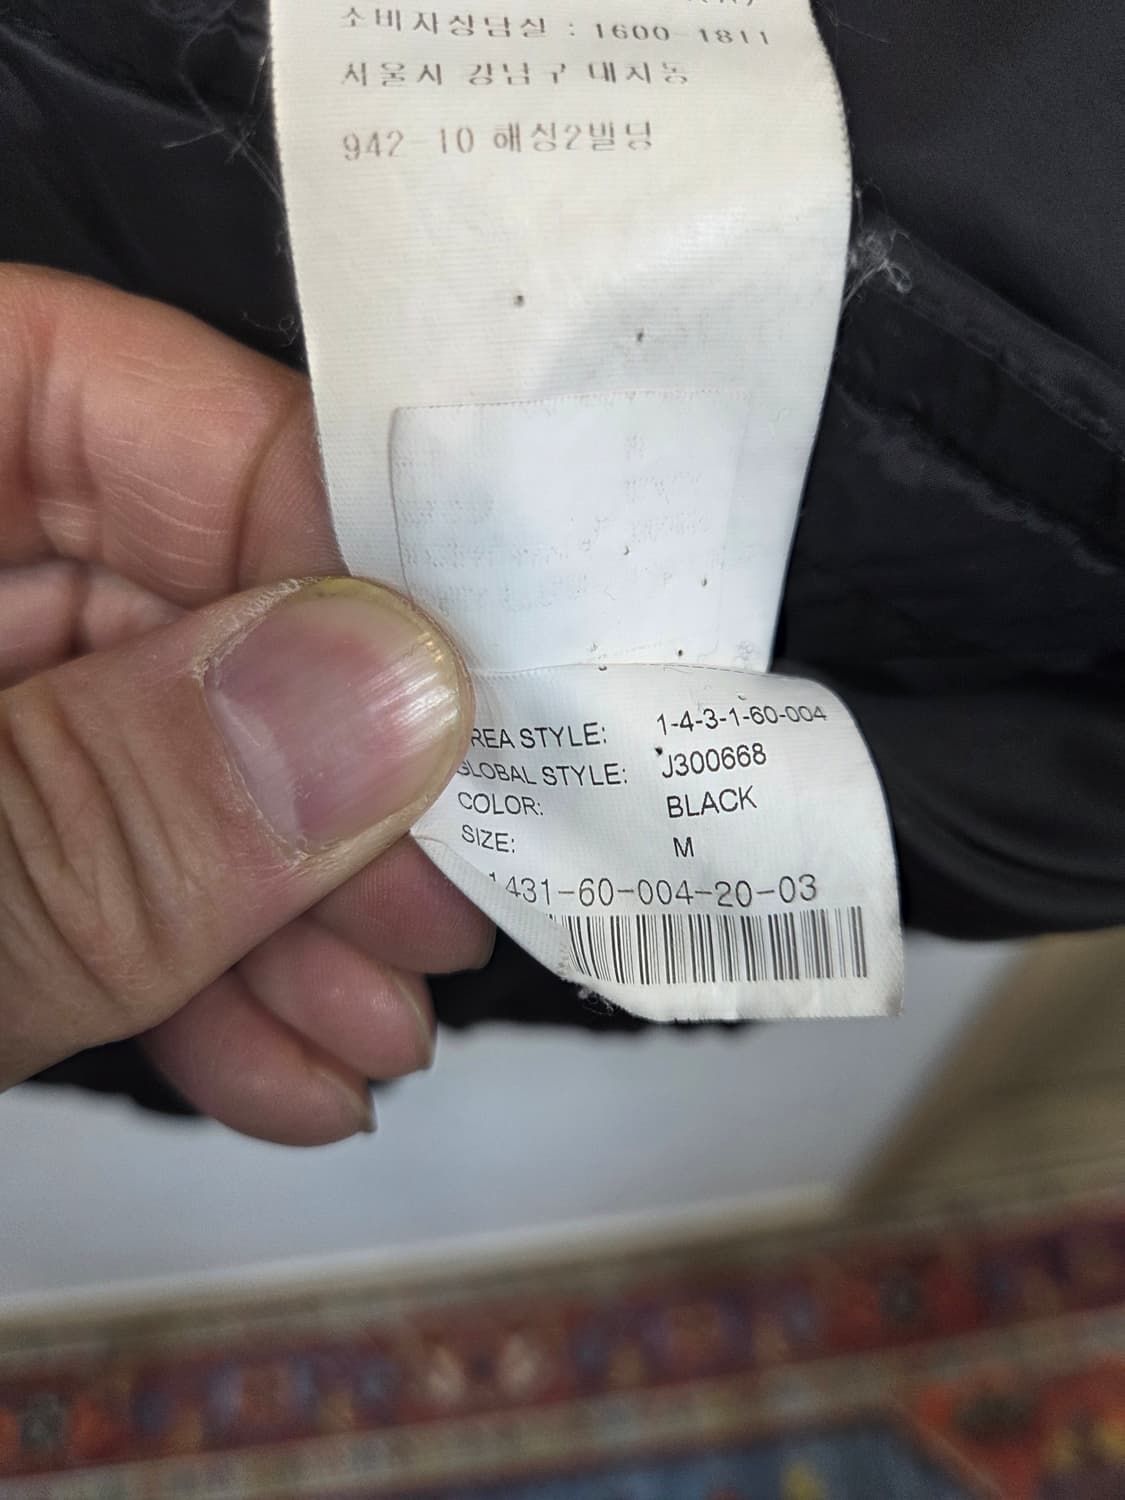 소비자상담실 : 1600-1811
서울시 강남구 대치동
942-10 해성2빌딩
REA STYLE: 1-4-3-1-60-004
GLOBAL STYLE: J300668
COLOR: BLACK
SIZE: M
1431-60-004-20-03